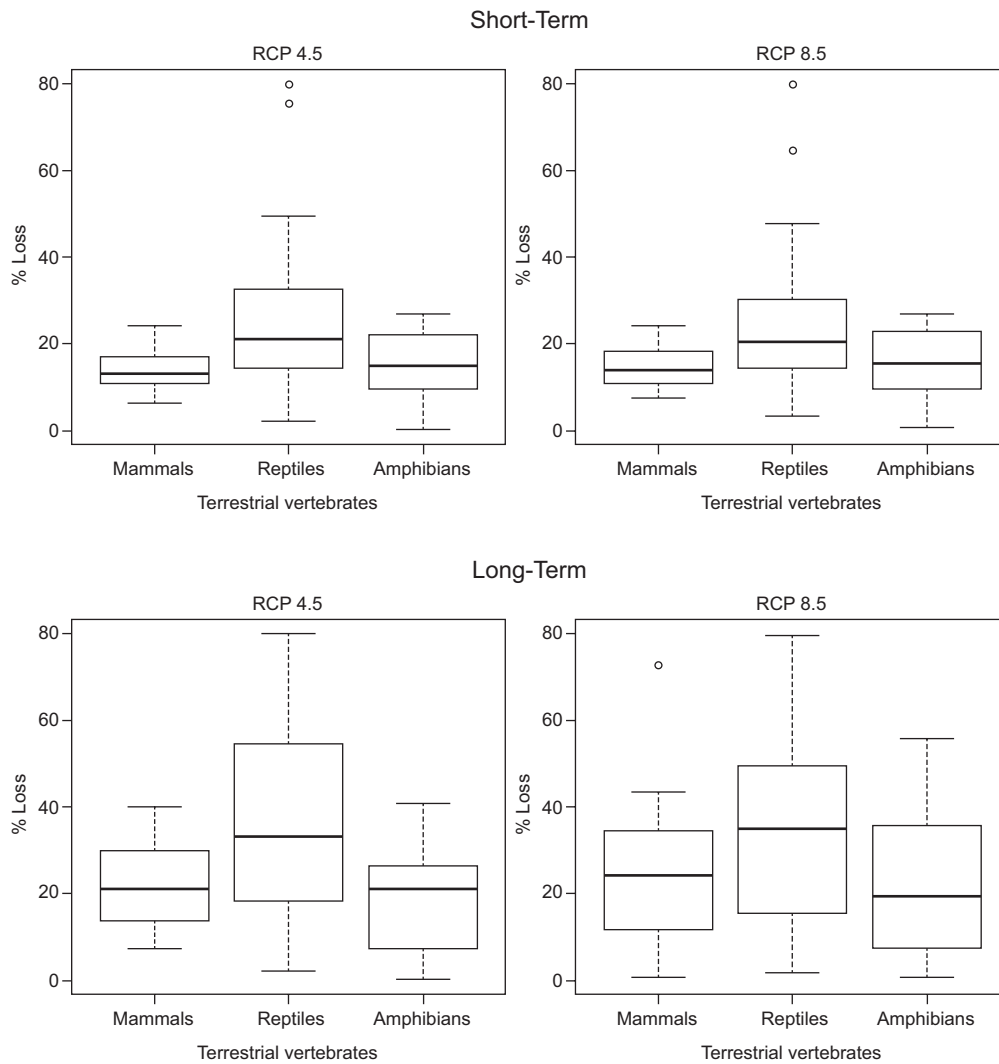 Short-Term
RCP 4.5
RCP 8.5
80
60
40
20
0
% Loss
Mammals Reptiles Amphibians
Terrestrial vertebrates
80
60
40
20
0
% Loss
Mammals Reptiles Amphibians
Terrestrial vertebrates
Long-Term
RCP 4.5
RCP 8.5
80
60
40
20
0
% Loss
Mammals Reptiles Amphibians
Terrestrial vertebrates
80
60
40
20
0
% Loss
Mammals Reptiles Amphibians
Terrestrial vertebrates